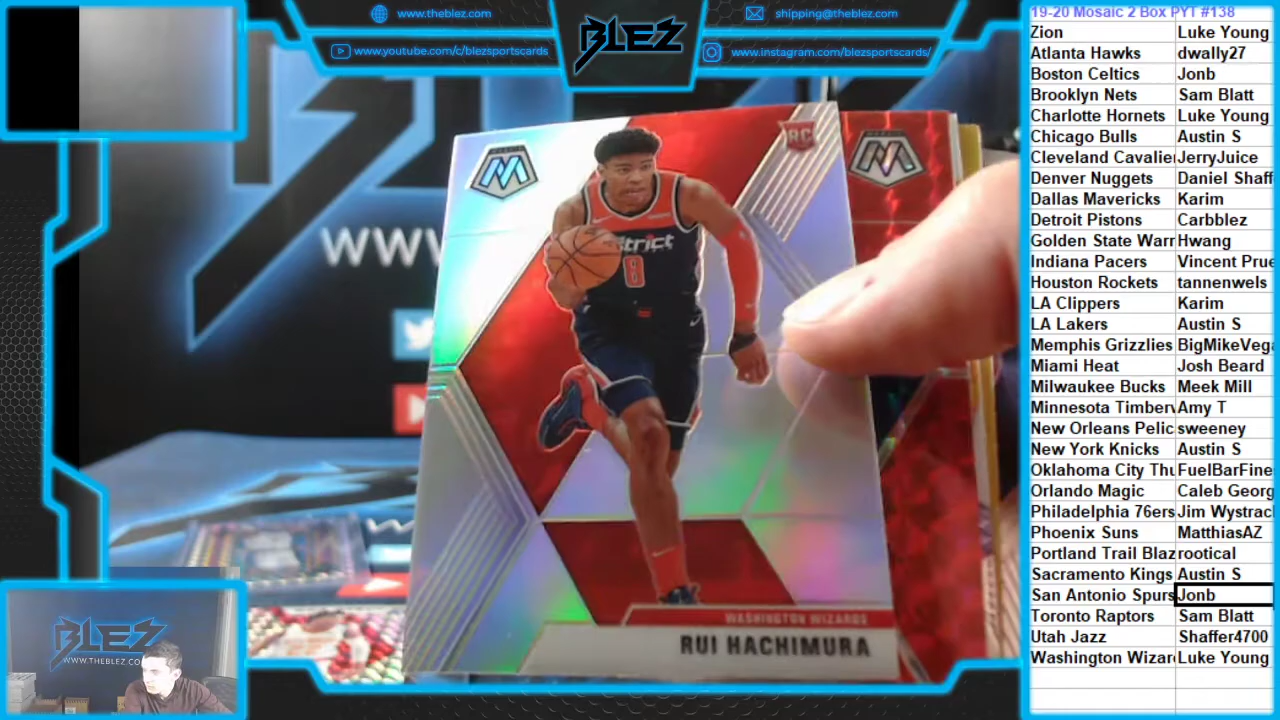 www.theblez.com
www.youtube.com/c/blezsportscards
BLEZ
shipping@theblez.com
www.instagram.com/blezsportscards/
19-20 Mosaic 2 Box PYT #138
Zion Luke Young
Atlanta Hawks dwally27
Boston Celtics Jonb
Brooklyn Nets Sam Blatt
Charlotte Hornets Luke Young
Chicago Bulls Austin S
Cleveland Cavalier JerryJuice
Denver Nuggets Daniel Shaff
Dallas Mavericks Karim
Detroit Pistons Carbblez
Golden State Warr Hwang
Indiana Pacers Vincent Prue
Houston Rockets tannenwels
LA Clippers Karim
LA Lakers Austin S
Memphis Grizzlies BigMikeVega
Miami Heat Josh Beard
Milwaukee Bucks Meek Mill
Minnesota Timberv Amy T
New Orleans Pelic sweeney
New York Knicks Austin S
Oklahoma City Thu FuelBarFine
Orlando Magic Caleb Georg
Philadelphia 76ers Jim Wystrac
Phoenix Suns MatthiasAZ
Portland Trail Blaz rootical
Sacramento Kings Austin S
San Antonio Spurs Jonb
Toronto Raptors Sam Blatt
Utah Jazz Shaffer4700
Washington Wizar Luke Young
RC
MOSAIC
WWW
strict
8
WASHINGTON WIZARDS
RUI HACHIMURA
BLEZ
WWW.THEBLEZ.CO